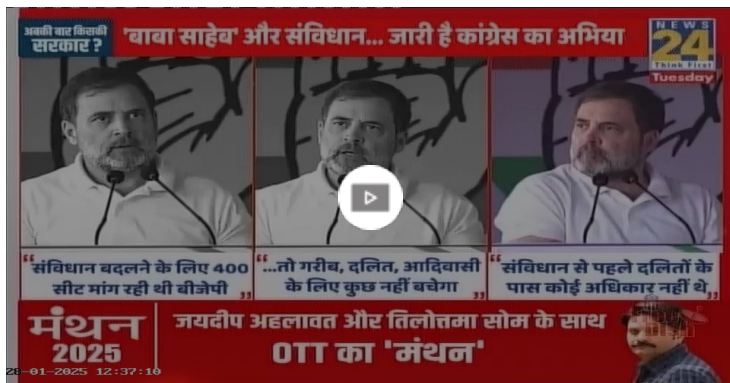 अबकी बार किसकी
सरकार ?
'बाबा साहेब' और संविधान... जारी है कांग्रेस का अभिया
NEWS
24
Think First
Tuesday
“संविधान बदलने के लिए 400
सीट मांग रही थी बीजेपी”
“...तो गरीब, दलित, आदिवासी
के लिए कुछ नहीं बचेगा”
“संविधान से पहले दलितों के
पास कोई अधिकार नहीं थे”
मंथन
2025
जयदीप अहलावत और तिलोत्तमा सोम के साथ
OTT का 'मंथन'
28-01-2025 12:37:10